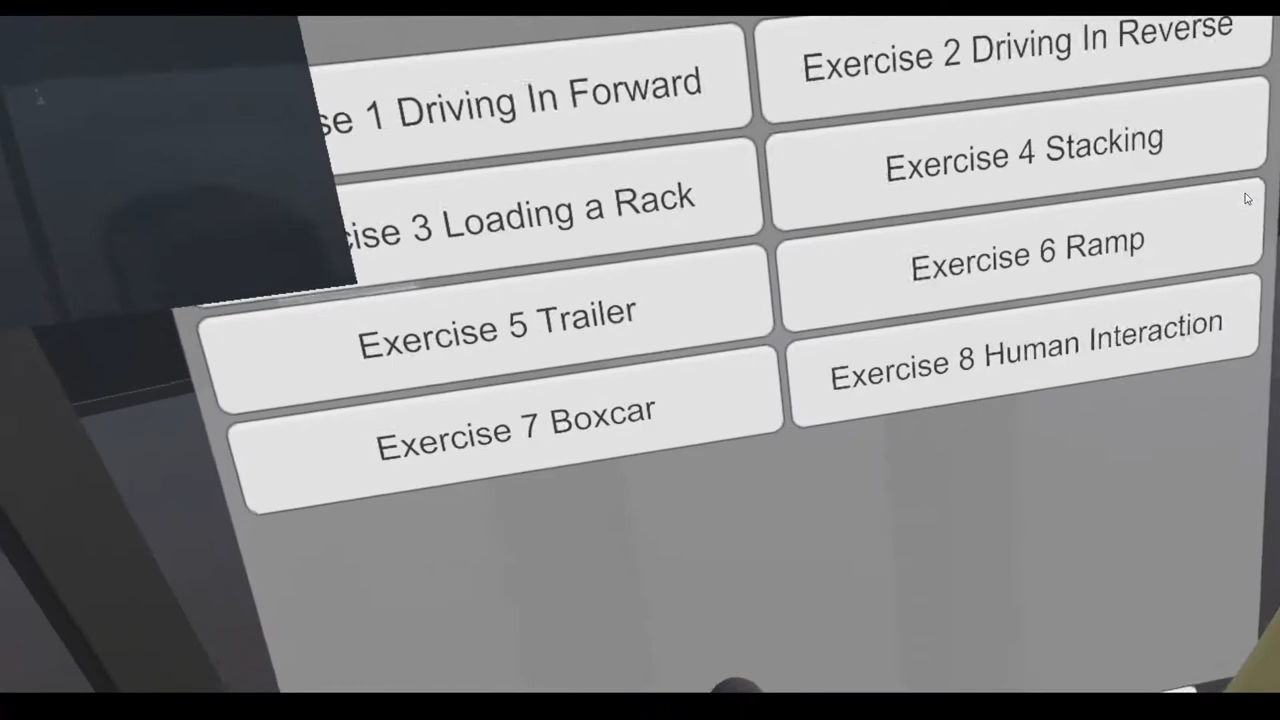 se 1 Driving In Forward
Exercise 2 Driving In Reverse
cise 3 Loading a Rack
Exercise 4 Stacking
Exercise 5 Trailer
Exercise 6 Ramp
Exercise 7 Boxcar
Exercise 8 Human Interaction